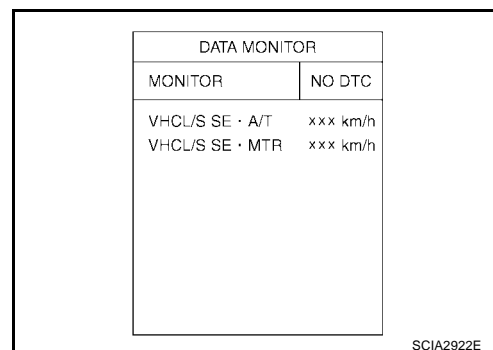 DATA MONITOR
MONITOR NO DTC
VHCL/S SE · A/T xxx km/h
VHCL/S SE · MTR xxx km/h
SCIA2922E